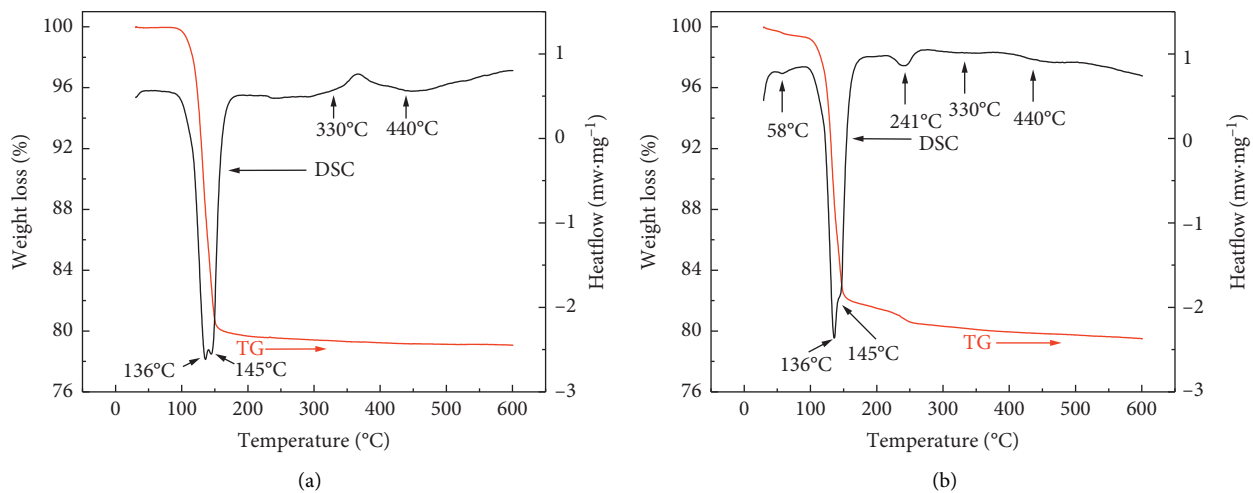 100
96
92
88
84
80
76
Weight loss (%)
0
100
200
300
400
500
600
Temperature (°C)
1
0
–1
–2
–3
Heatflow (mw·mg⁻¹)
330°C
440°C
DSC
TG
136°C
145°C
(a)
100
96
92
88
84
80
76
Weight loss (%)
0
100
200
300
400
500
600
Temperature (°C)
1
0
–1
–2
–3
Heatflow (mw·mg⁻¹)
58°C
241°C
330°C
440°C
DSC
TG
136°C
145°C
(b)